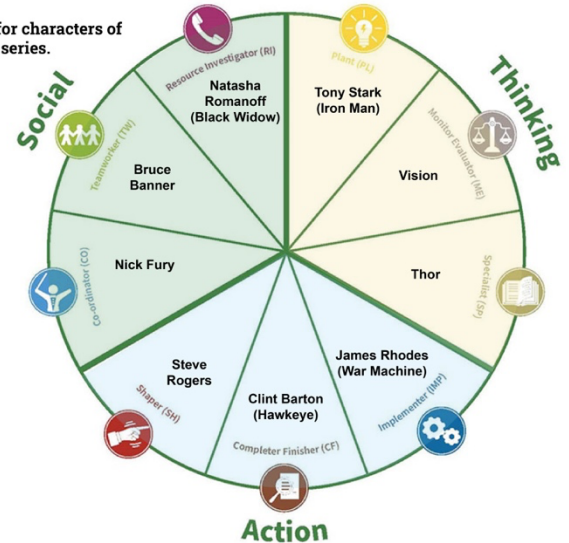 for characters of
series.
Social
Thinking
Action
Resource Investigator (RI)
Natasha
Romanoff
(Black Widow)
Plant (PL)
Tony Stark
(Iron Man)
Teamworker (TW)
Bruce
Banner
Monitor Evaluator (ME)
Vision
Co-ordinator (CO)
Nick Fury
Specialist (SP)
Thor
Shaper (SH)
Steve
Rogers
Completer Finisher (CF)
Clint Barton
(Hawkeye)
Implementer (IMP)
James Rhodes
(War Machine)